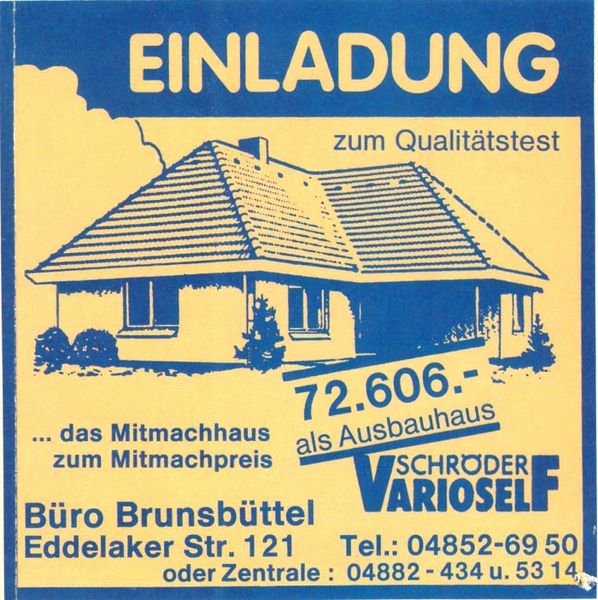 EINLADUNG
zum Qualitätstest
72.606.-
als Ausbauhaus
... das Mitmachhaus
zum Mitmachpreis
SCHRÖDER
VARIOSELF
Büro Brunsbüttel
Eddelaker Str. 121 Tel.: 04852-69 50
oder Zentrale : 04882 - 434 u. 53 14